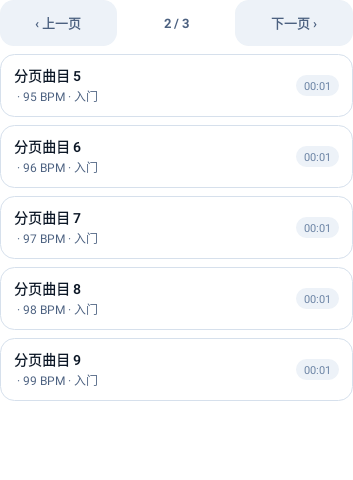 ‹ 上一页
2 / 3
下一页 ›
分页曲目 5
00:01
· 95 BPM · 入门
分页曲目 6
00:01
· 96 BPM · 入门
分页曲目 7
00:01
· 97 BPM · 入门
分页曲目 8
00:01
· 98 BPM · 入门
分页曲目 9
00:01
· 99 BPM · 入门